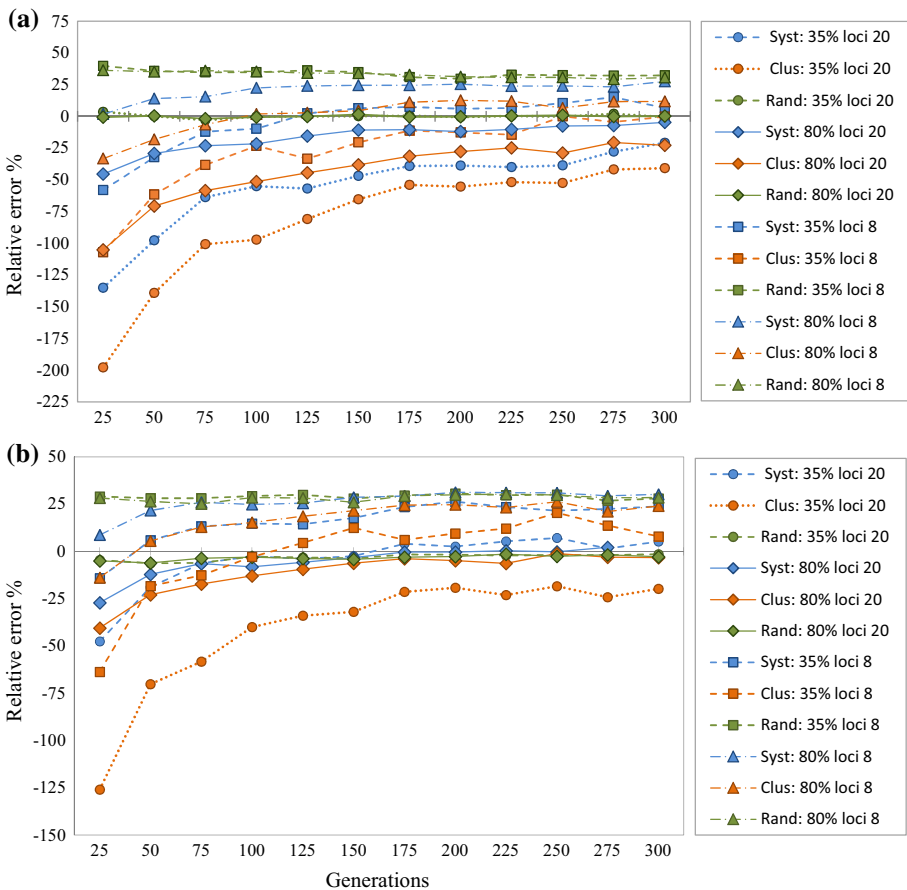 (a)
75
50
25
0
-25
-50
-75
-100
-125
-150
-175
-200
-225
Relative error %
25 50 75 100 125 150 175 200 225 250 275 300
Syst: 35% loci 20
Clus: 35% loci 20
Rand: 35% loci 20
Syst: 80% loci 20
Clus: 80% loci 20
Rand: 80% loci 20
Syst: 35% loci 8
Clus: 35% loci 8
Rand: 35% loci 8
Syst: 80% loci 8
Clus: 80% loci 8
Rand: 80% loci 8
(b)
50
25
0
-25
-50
-75
-100
-125
-150
Relative error %
25 50 75 100 125 150 175 200 225 250 275 300
Generations
Syst: 35% loci 20
Clus: 35% loci 20
Rand: 35% loci 20
Syst: 80% loci 20
Clus: 80% loci 20
Rand: 80% loci 20
Syst: 35% loci 8
Clus: 35% loci 8
Rand: 35% loci 8
Syst: 80% loci 8
Clus: 80% loci 8
Rand: 80% loci 8